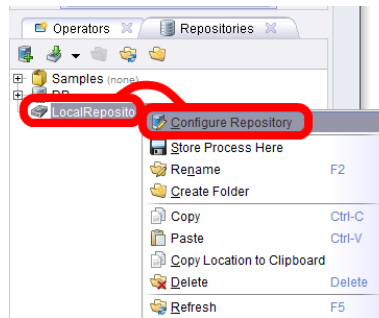 Operators
Repositories
Samples (none)
DB
LocalReposito
Configure Repository
Store Process Here
Rename F2
Create Folder
Copy Ctrl-C
Paste Ctrl-V
Copy Location to Clipboard
Delete Delete
Refresh F5